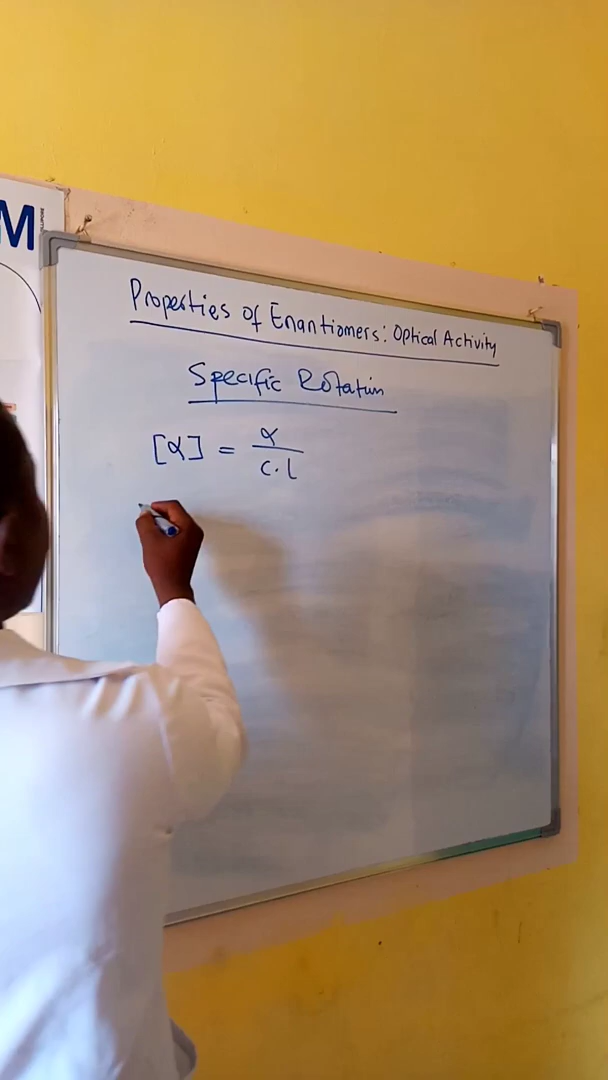 M
Properties of Enantiomers: Optical Activity
Specific Rotation
[α] = α / c.l